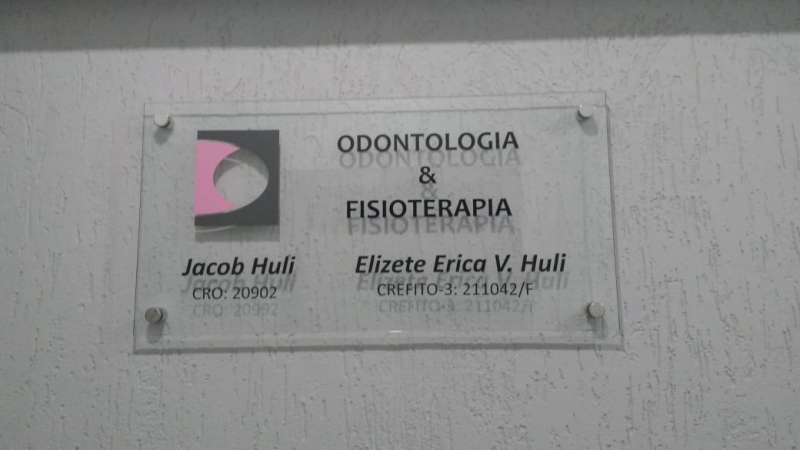 ODONTOLOGIA
&
FISIOTERAPIA
Jacob Huli
CRO: 20902
Elizete Erica V. Huli
CREFITO-3: 211042/F